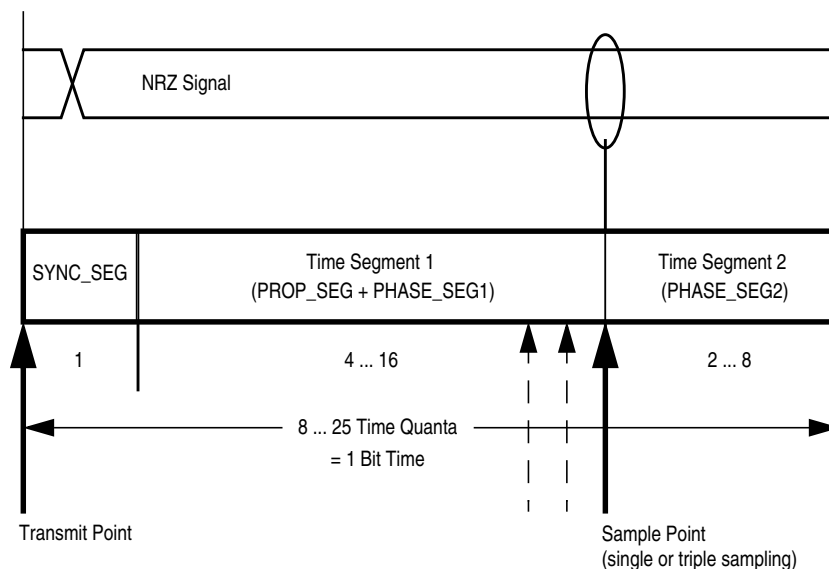 NRZ Signal
SYNC_SEG
Time Segment 1
(PROP_SEG + PHASE_SEG1)
Time Segment 2
(PHASE_SEG2)
1
4 ... 16
2 ... 8
8 ... 25 Time Quanta
= 1 Bit Time
Transmit Point
Sample Point
(single or triple sampling)